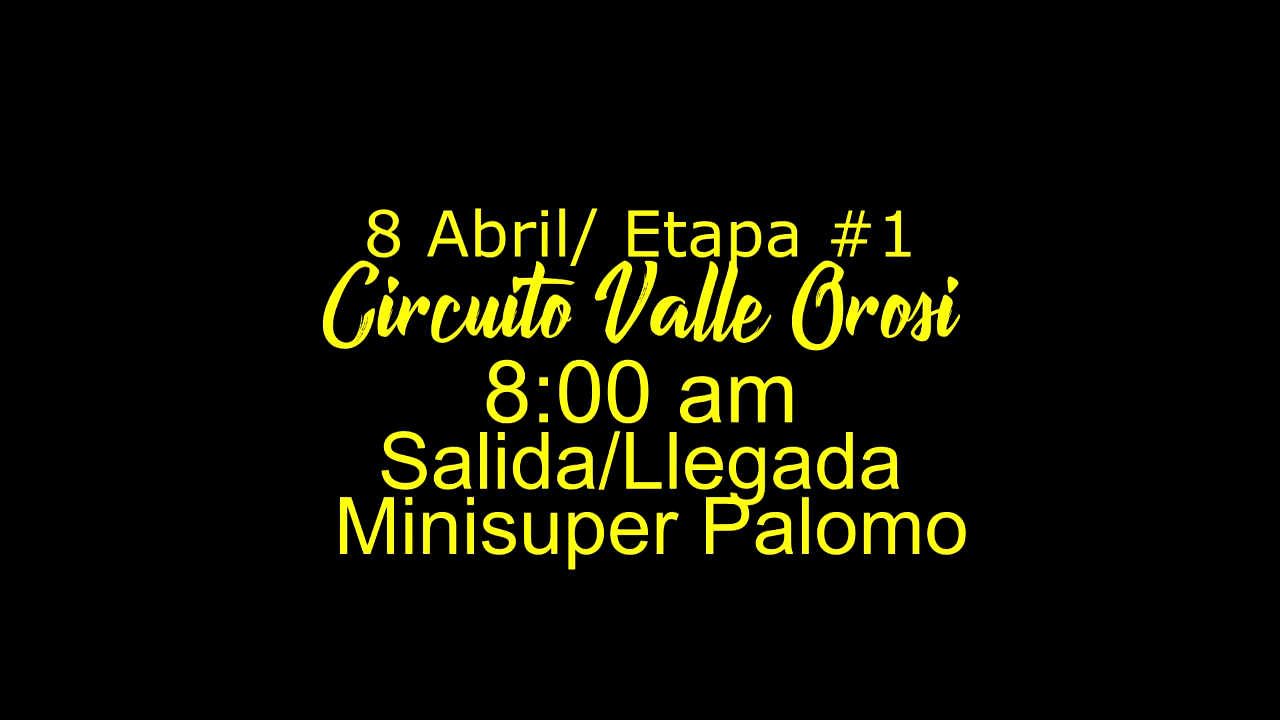 8 Abril/ Etapa #1
Circuito Valle Orosi
8:00 am
Salida/Llegada
Minisuper Palomo